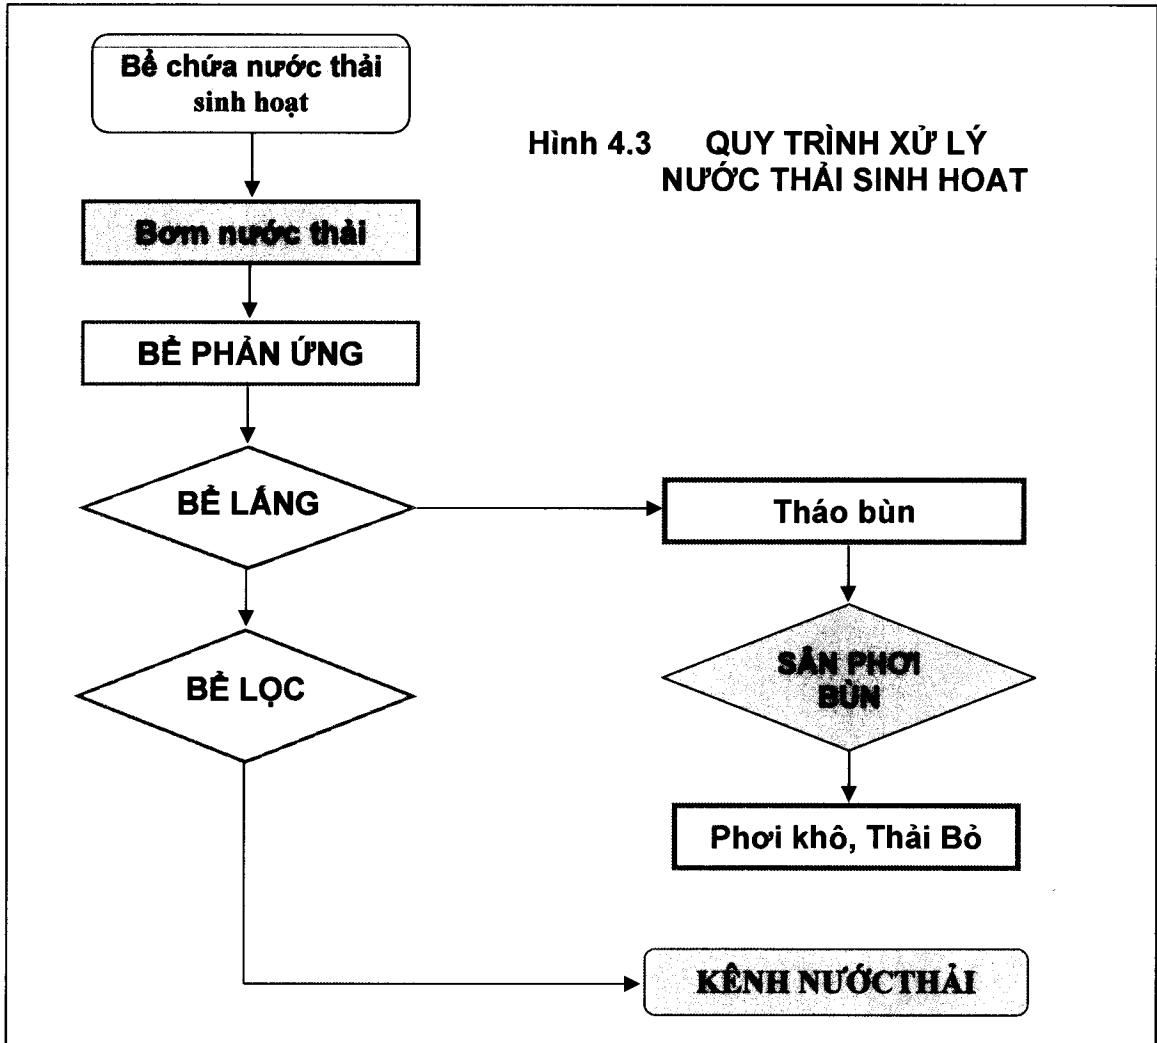 Bể chứa nước thải
sinh hoạt
Hình 4.3 QUY TRÌNH XỬ LÝ
NƯỚC THẢI SINH HOAT
Bơm nước thải
BỂ PHẢN ỨNG
BỂ LẮNG
Tháo bùn
BỂ LỌC
SÂN PHƠI
BÙN
Phơi khô, Thải Bỏ
KÊNH NƯỚCTHẢI